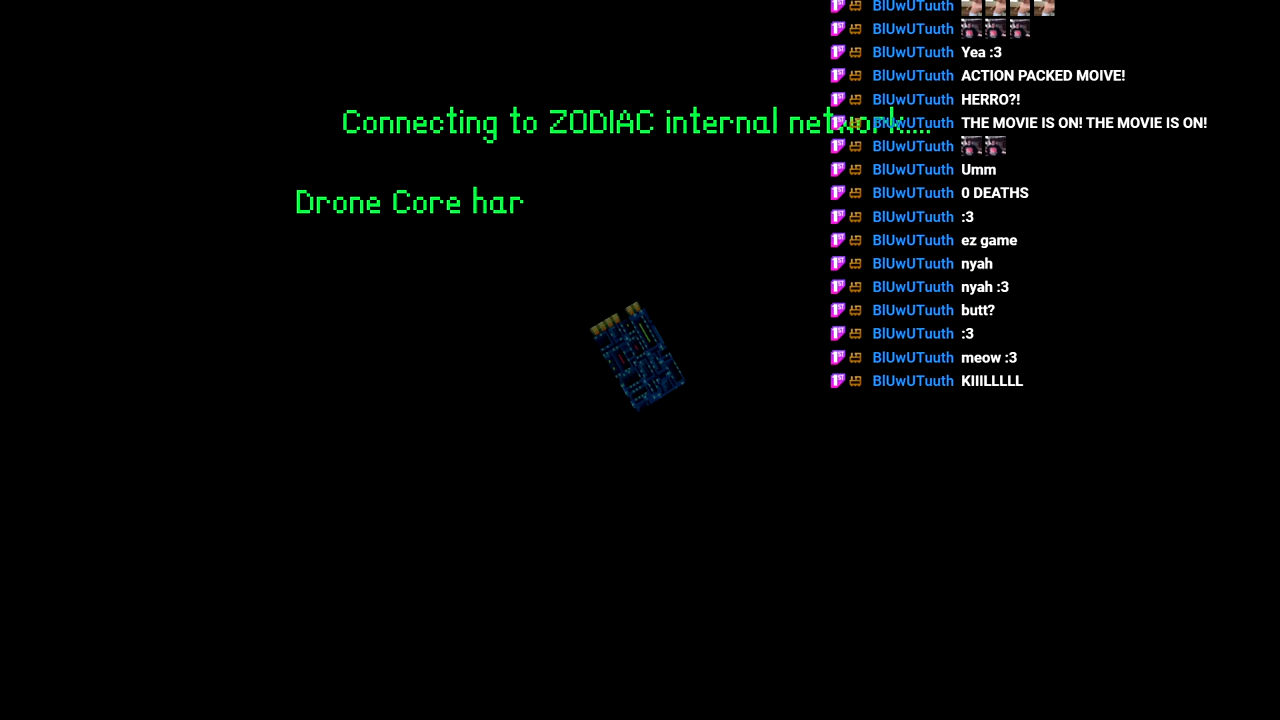 BlUwUTuuth
BlUwUTuuth
BlUwUTuuth Yea :3
BlUwUTuuth ACTION PACKED MOIVE!
BlUwUTuuth HERRO?!
Connecting to ZODIAC internal network....
BlUwUTuuth THE MOVIE IS ON! THE MOVIE IS ON!
BlUwUTuuth
BlUwUTuuth Umm
BlUwUTuuth 0 DEATHS
Drone Core har
BlUwUTuuth :3
BlUwUTuuth ez game
BlUwUTuuth nyah
BlUwUTuuth nyah :3
BlUwUTuuth butt?
BlUwUTuuth :3
BlUwUTuuth meow :3
BlUwUTuuth KIIILLLLL